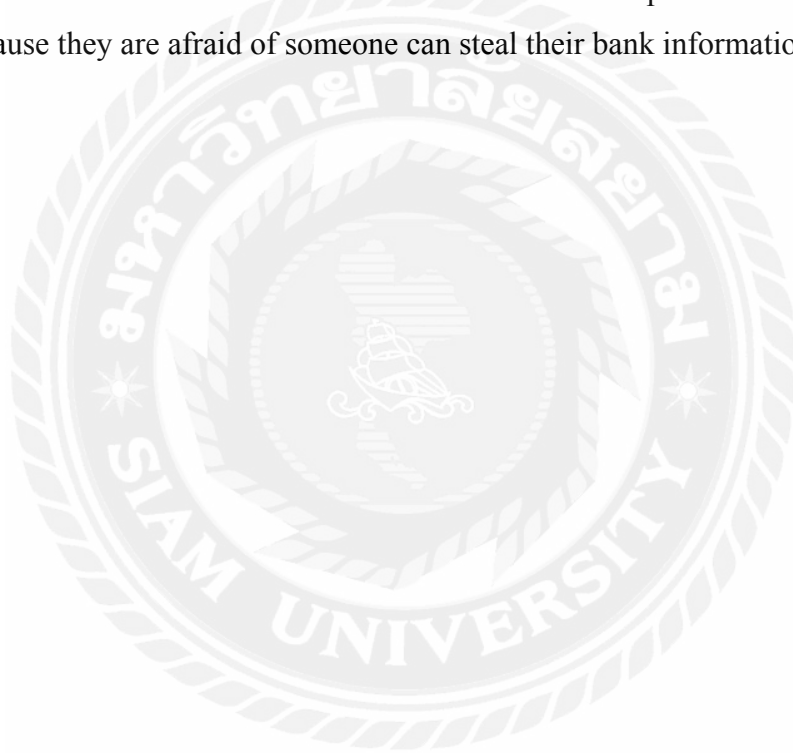 ause they are afraid of someone can steal their bank informatio
มหาวิทยาลัยสยาม
SIAM UNIVERSITY